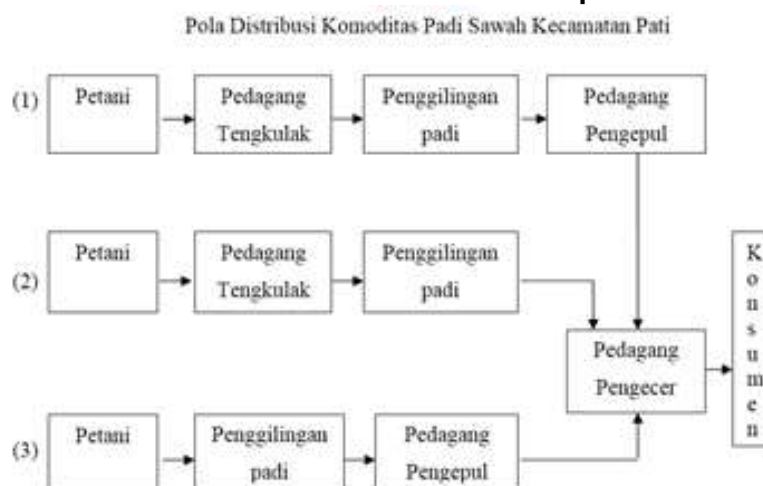 Pola Distribusi Komoditas Padi Sawah Kecamatan Pati
(1)
Petani
Pedagang
Tengkulak
Penggilingan
padi
Pedagang
Pengepul
(2)
Petani
Pedagang
Tengkulak
Penggilingan
padi
Pedagang
Pengecer
Konsumen
(3)
Petani
Penggilingan
padi
Pedagang
Pengepul